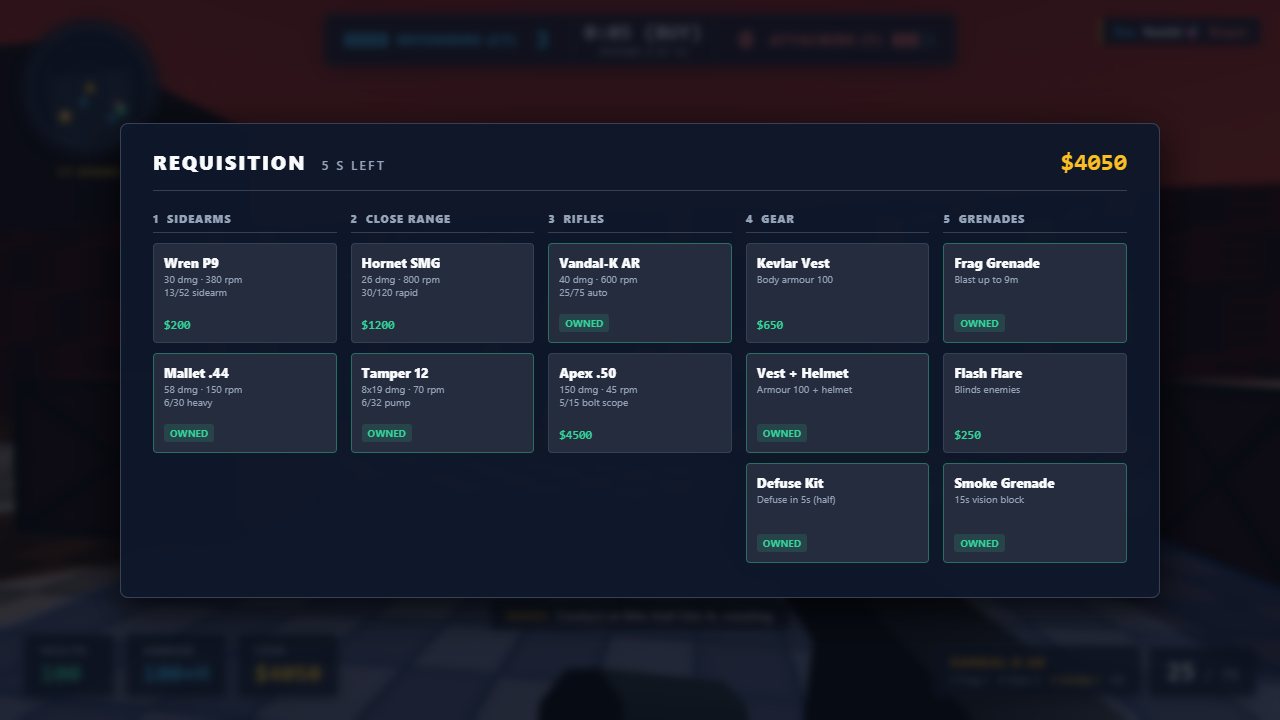 REQUISITION 5 S LEFT $4050
1 SIDEARMS
Wren P9
30 dmg · 380 rpm
13/52 sidearm
$200
Mallet .44
58 dmg · 150 rpm
6/30 heavy
OWNED
2 CLOSE RANGE
Hornet SMG
26 dmg · 800 rpm
30/120 rapid
$1200
Tamper 12
8x19 dmg · 70 rpm
6/32 pump
OWNED
3 RIFLES
Vandal-K AR
40 dmg · 600 rpm
25/75 auto
OWNED
Apex .50
150 dmg · 45 rpm
5/15 bolt scope
$4500
4 GEAR
Kevlar Vest
Body armour 100
$650
Vest + Helmet
Armour 100 + helmet
OWNED
Defuse Kit
Defuse in 5s (half)
OWNED
5 GRENADES
Frag Grenade
Blast up to 9m
OWNED
Flash Flare
Blinds enemies
$250
Smoke Grenade
15s vision block
OWNED
100
$4050
25